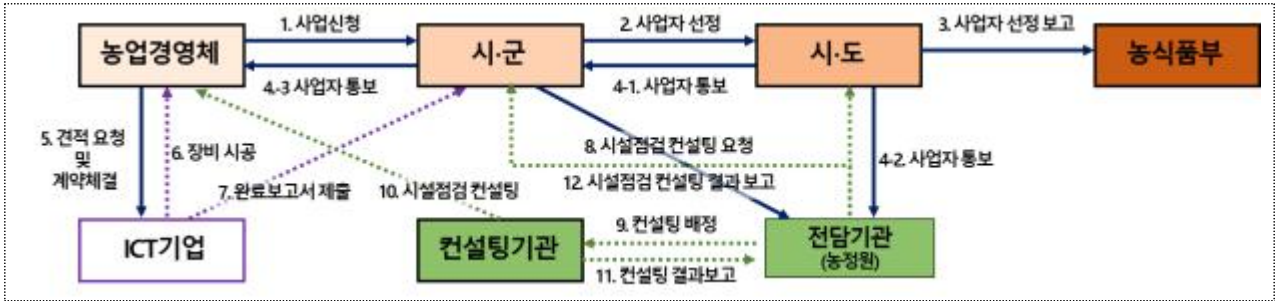 1. 사업신청
2. 사업자 선정
3. 사업자 선정 보고
농업경영체
시·군
시·도
농식품부
4.-3 사업자 통보
4-1. 사업자 통보
5. 견적 요청
및
계약체결
6. 장비 시공
8. 시설점검 컨설팅 요청
4-2. 사업자 통보
7. 완료보고서 제출
10. 시설점검 컨설팅
12. 시설점검 컨설팅 결과 보고
ICT기업
컨설팅기관
9. 컨설팅 배정
11. 컨설팅 결과보고
전담기관
(농정원)